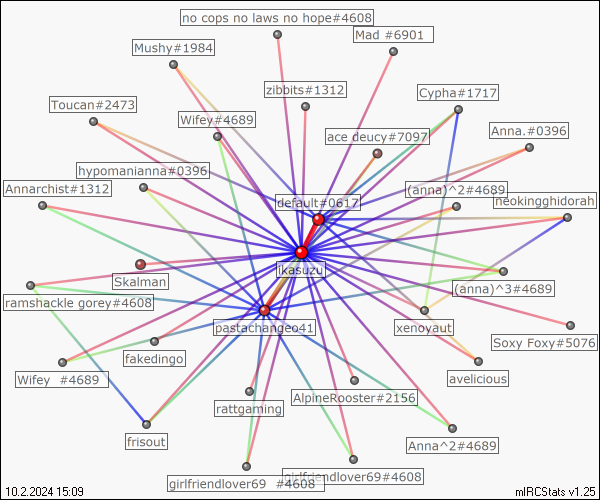 no cops no laws no hope#4608
Mad #6901
Mushy#1984
zibbits#1312
Cypha#1717
Toucan#2473
Wifey#4689
ace deucy#7097
Anna.#0396
hypomanianna#0396
Annarchist#1312
(anna)^2#4689
default#0617
neokingghidorah
ikasuzu
Skalman
(anna)^3#4689
ramshackle gorey#4608
pastachangeo41
xenoyaut
Soxy Foxy#5076
fakedingo
Wifey #4689
avelicious
AlpineRooster#2156
rattgaming
frisout
Anna^2#4689
girlfriendlover69#4608
girlfriendlover69 #4608
10.2.2024 15:09
mIRCStats v1.25